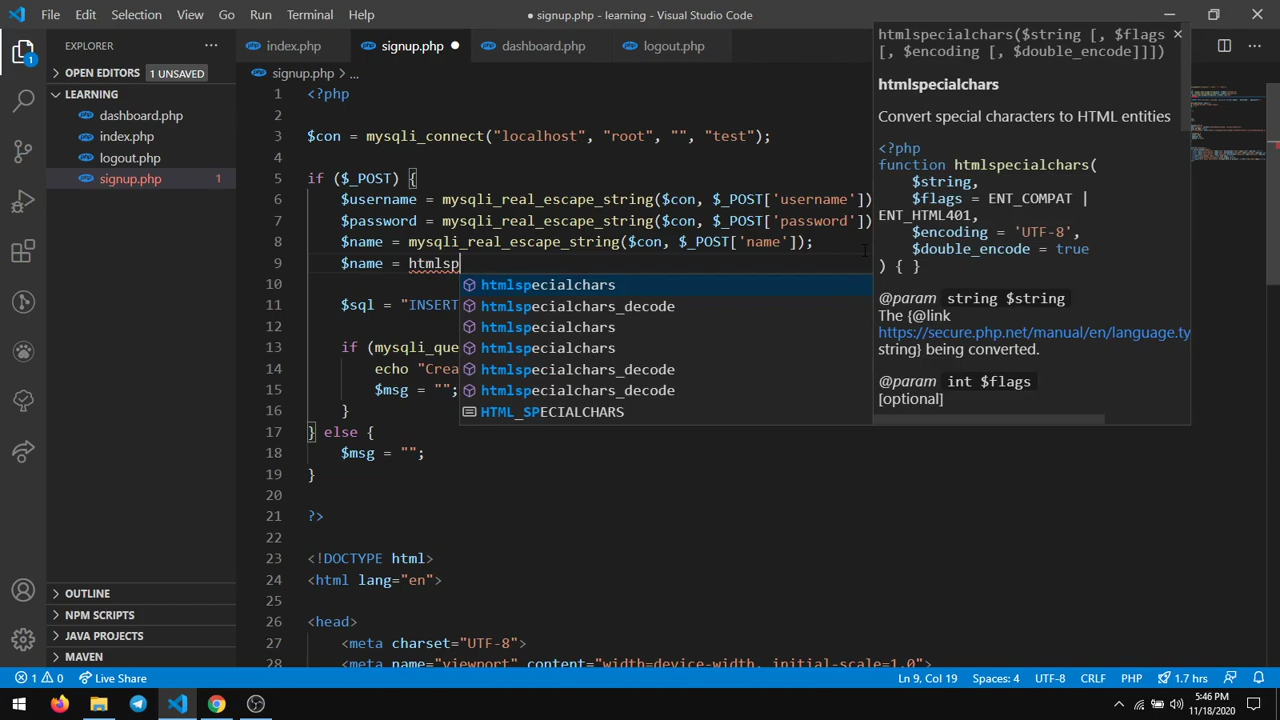 File Edit Selection View Go Run Terminal Help
● signup.php - learning - Visual Studio Code
EXPLORER
OPEN EDITORS 1 UNSAVED
LEARNING
dashboard.php
index.php
logout.php
signup.php 1
OUTLINE
NPM SCRIPTS
JAVA PROJECTS
MAVEN
1
index.php signup.php ● dashboard.php logout.php
signup.php > ...
1 <?php
2
3 $con = mysqli_connect("localhost", "root", "", "test");
4
5 if ($_POST) {
6 $username = mysqli_real_escape_string($con, $_POST['username'])
7 $password = mysqli_real_escape_string($con, $_POST['password'])
8 $name = mysqli_real_escape_string($con, $_POST['name']);
9 $name = htmlsp
10
11 $sql = "INSERT
12
13 if (mysqli_que
14 echo "Crea
15 $msg = "";
16 }
17 } else {
18 $msg = "";
19 }
20
21 ?>
22
23 <!DOCTYPE html>
24 <html lang="en">
25
26 <head>
27 <meta charset="UTF-8">
28 <meta name="viewport" content="width=device-width, initial-scale=1.0">
htmlspecialchars
htmlspecialchars_decode
htmlspecialchars
htmlspecialchars
htmlspecialchars_decode
htmlspecialchars_decode
HTML_SPECIALCHARS
htmlspecialchars($string [, $flags
[, $encoding [, $double_encode]]])
htmlspecialchars
Convert special characters to HTML entities
<?php
function htmlspecialchars(
$string,
$flags = ENT_COMPAT |
ENT_HTML401,
$encoding = 'UTF-8',
$double_encode = true
) { }
@param string $string
The {@link
https://secure.php.net/manual/en/language.ty
string} being converted.
@param int $flags
[optional]
1 0 Live Share
Ln 9, Col 19 Spaces: 4 UTF-8 CRLF PHP 1.7 hrs
5:46 PM
11/18/2020